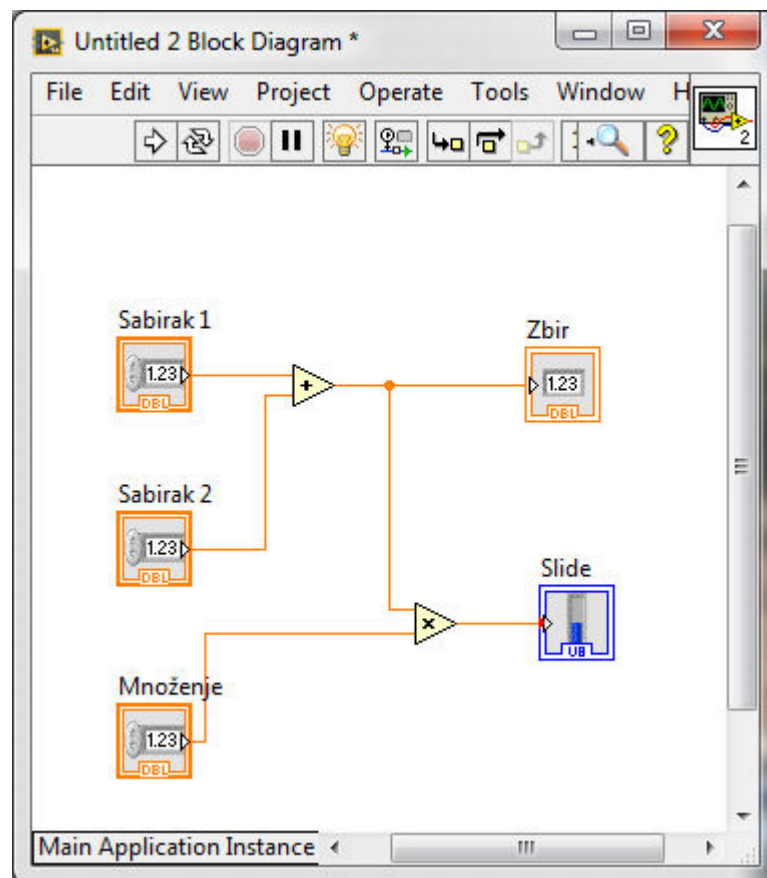 Untitled 2 Block Diagram *
File Edit View Project Operate Tools Window H
2
Sabirak 1
1.23
DBL
Zbir
1.23
DBL
Sabirak 2
1.23
DBL
Slide
U8
Množenje
1.23
DBL
Main Application Instance